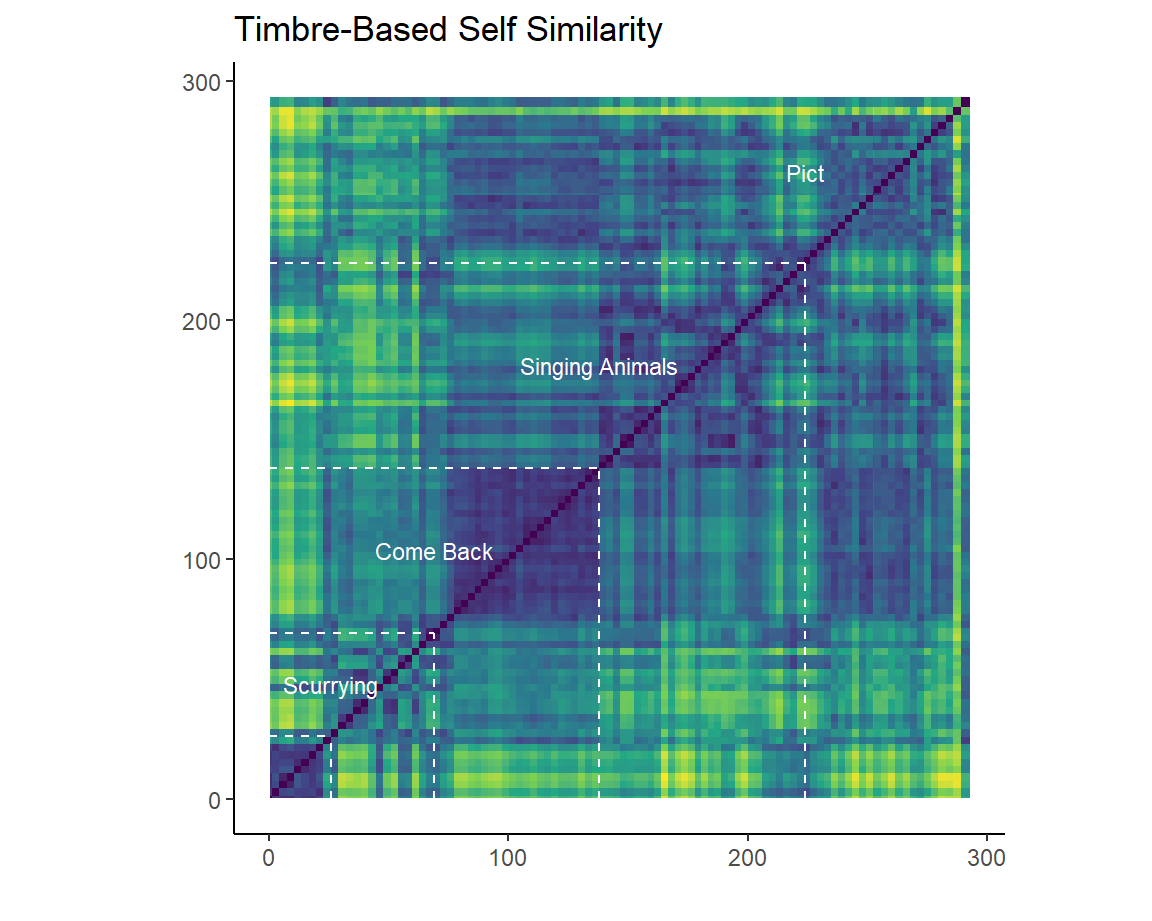 Timbre-Based Self Similarity
300
Pict
200
Singing Animals
100
Come Back
Scurrying
0
0 100 200 300